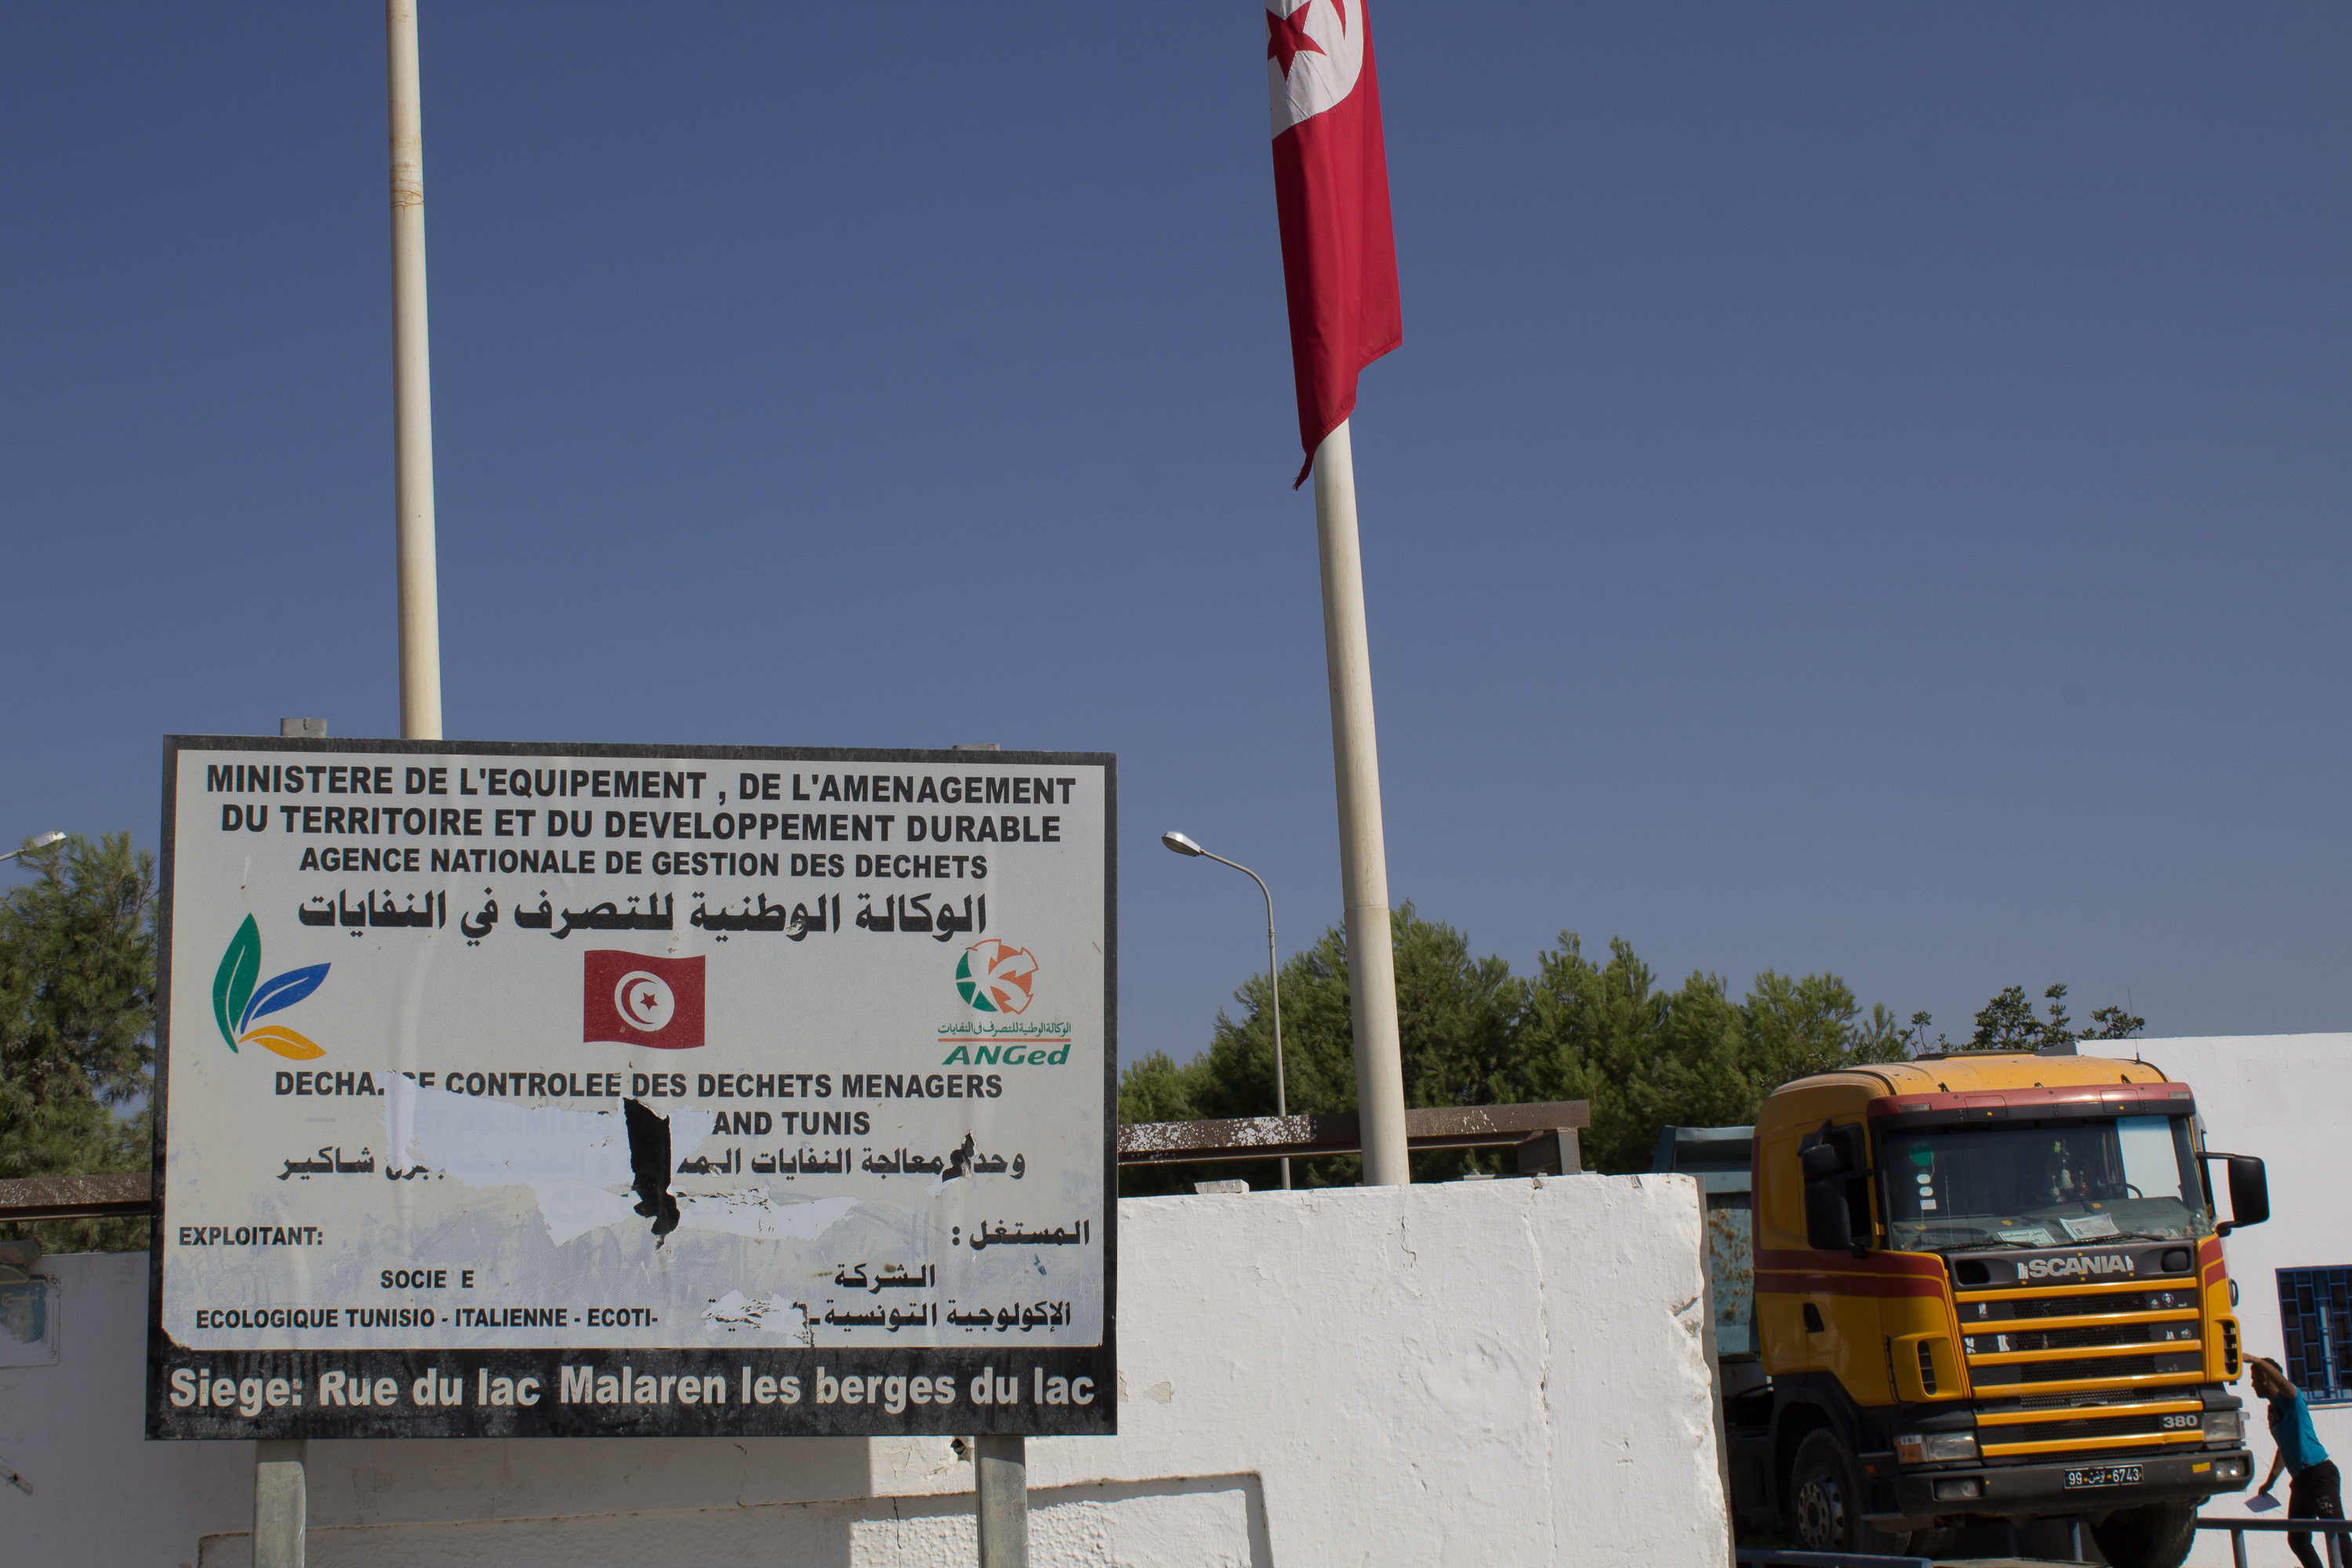 MINISTERE DE L'EQUIPEMENT , DE L'AMENAGEMENT
DU TERRITOIRE ET DU DEVELOPPEMENT DURABLE
AGENCE NATIONALE DE GESTION DES DECHETS
الوكالة الوطنية للتصرف في النفايات
الوكالة الوطنية للتصرف في النفايات
ANGed
CONTROLEE DES DECHETS MENAGERS
TUNIS
معالجة النفايات شاكير
EXPLOITANT:
المستغل :
SOCIE E
الشركة
ECOLOGIQUE TUNISIO - ITALIENNE - ECOTI-
الإكولوجية التونسية -
Siege: Rue du lac Malaren les berges du lac
SCANIA
380
99 تونس 6743